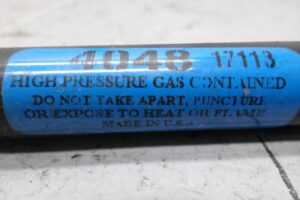 4048 17113
HIGH PRESSURE GAS CONTAINED
DO NOT TAKE APART, PUNCTURE
OR EXPOSE TO HEAT OR FLAME
MADE IN U.S.A.